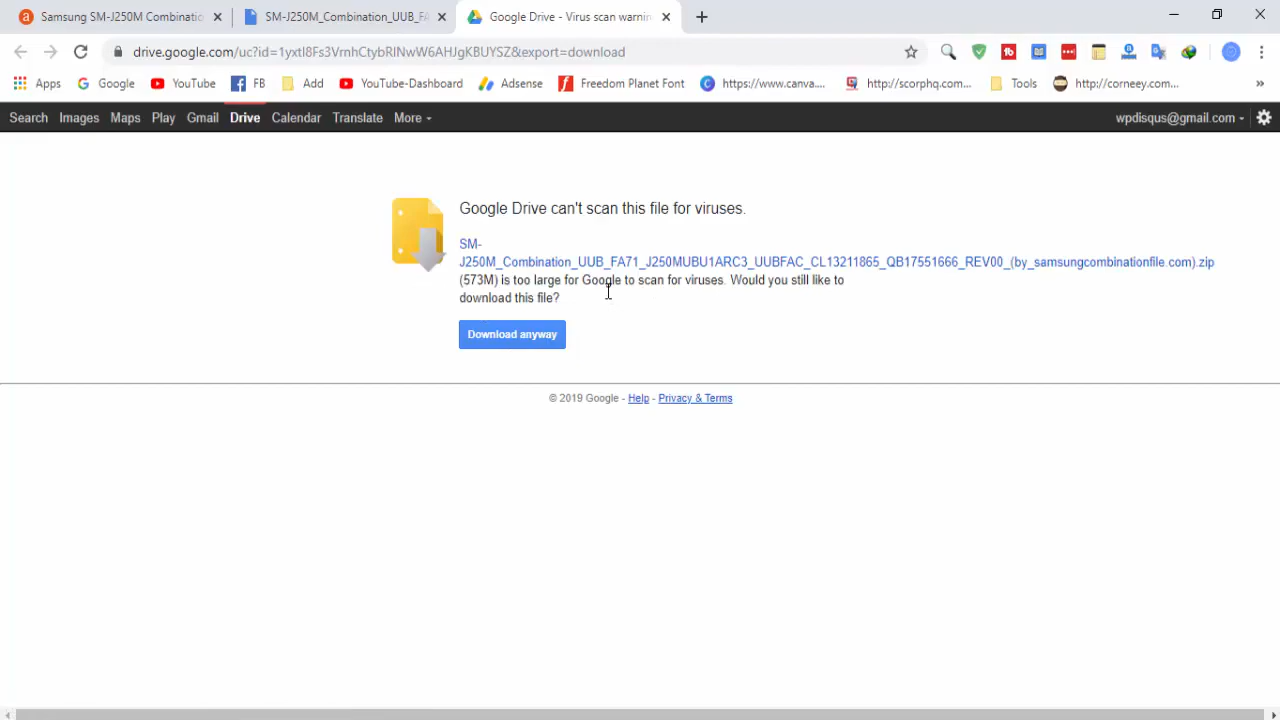 Samsung SM-J250M Combinatio
SM-J250M_Combination_UUB_FA
Google Drive - Virus scan warnin
drive.google.com/uc?id=1yxtI8Fs3VrnhCtybRINwW6AHJgKBUYSZ&export=download
Apps Google YouTube FB Add YouTube-Dashboard Adsense Freedom Planet Font https://www.canva.... http://scorphq.com... Tools http://corneey.com... »
Search Images Maps Play Gmail Drive Calendar Translate More wpdisqus@gmail.com
Google Drive can't scan this file for viruses.
SM-
J250M_Combination_UUB_FA71_J250MUBU1ARC3_UUBFAC_CL13211865_QB17551666_REV00_(by_samsungcombinationfile.com).zip
(573M) is too large for Google to scan for viruses. Would you still like to
download this file?
Download anyway
© 2019 Google - Help - Privacy & Terms